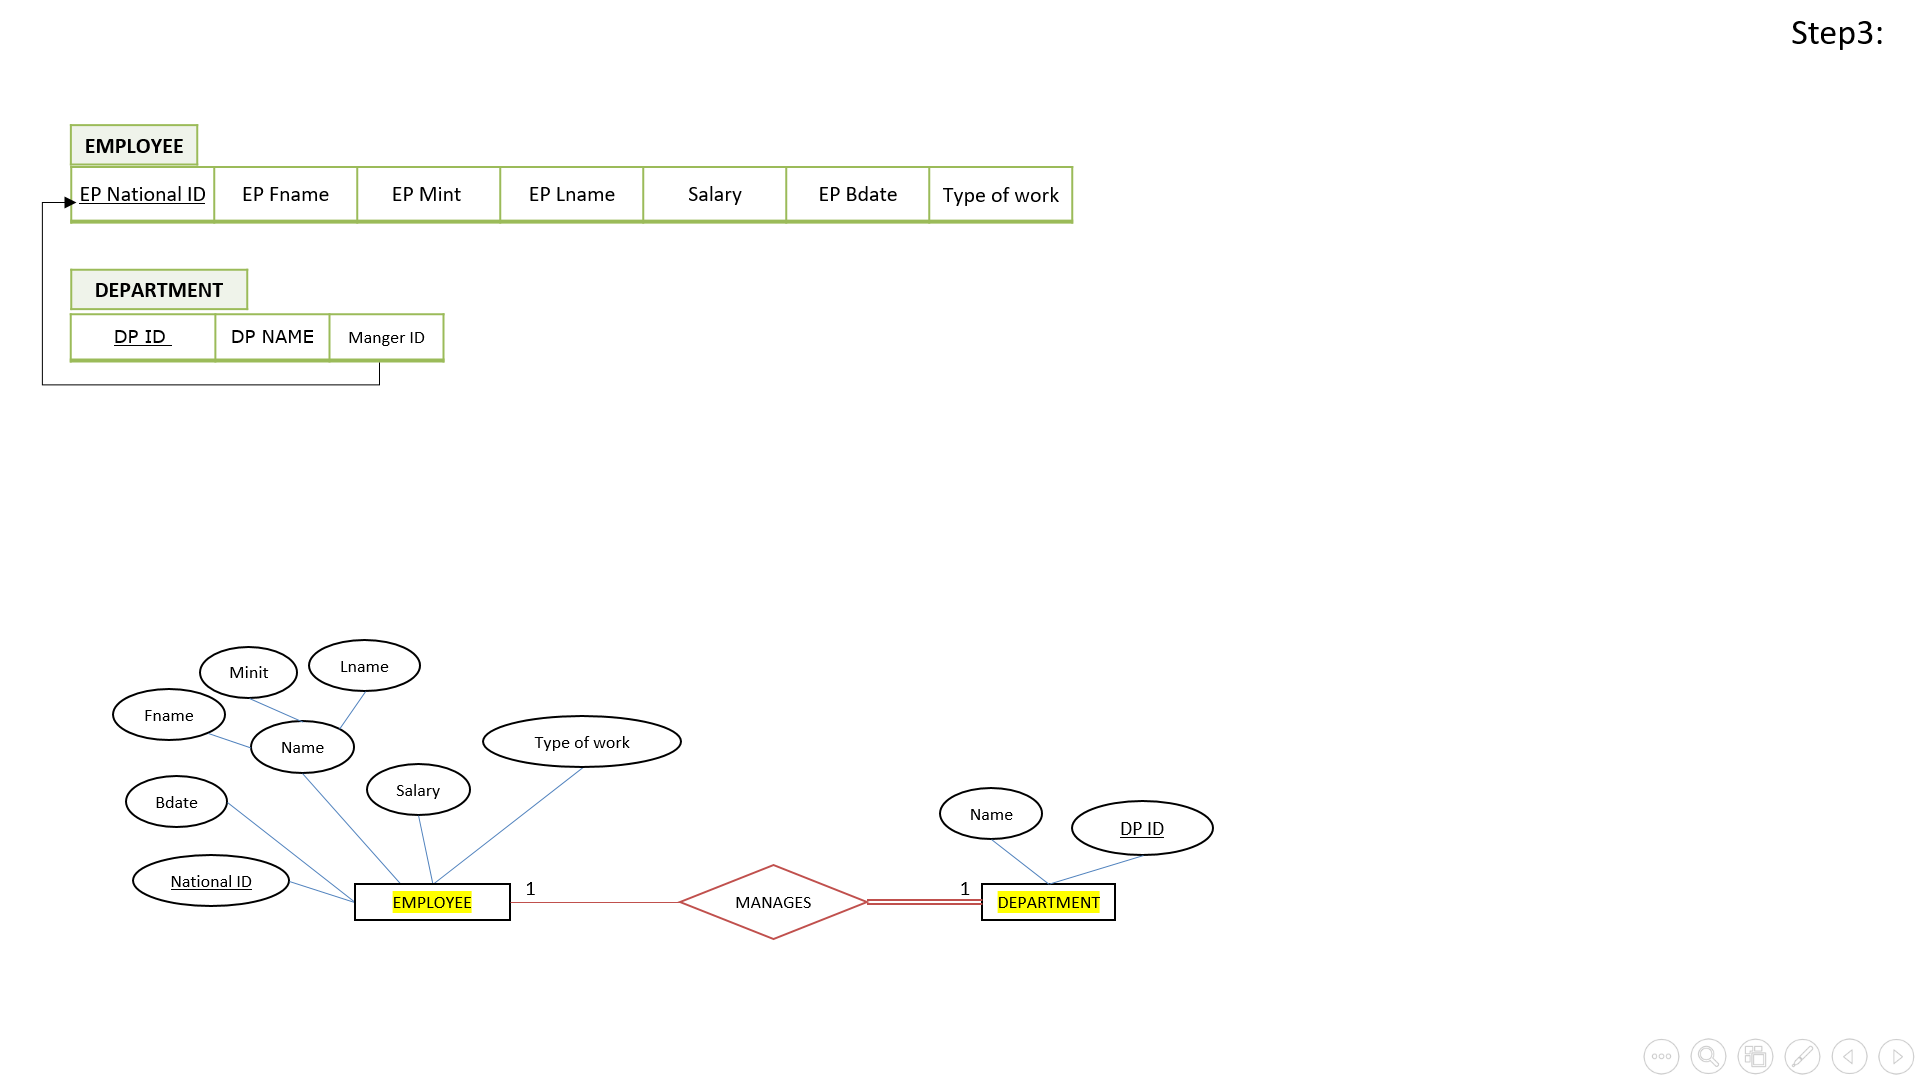 Step3:
EMPLOYEE
EP National ID EP Fname EP Mint EP Lname Salary EP Bdate Type of work
DEPARTMENT
DP ID DP NAME Manger ID
Minit Lname
Fname
Name
Type of work
Bdate
Salary
Name
DP ID
National ID
EMPLOYEE 1 MANAGES 1 DEPARTMENT